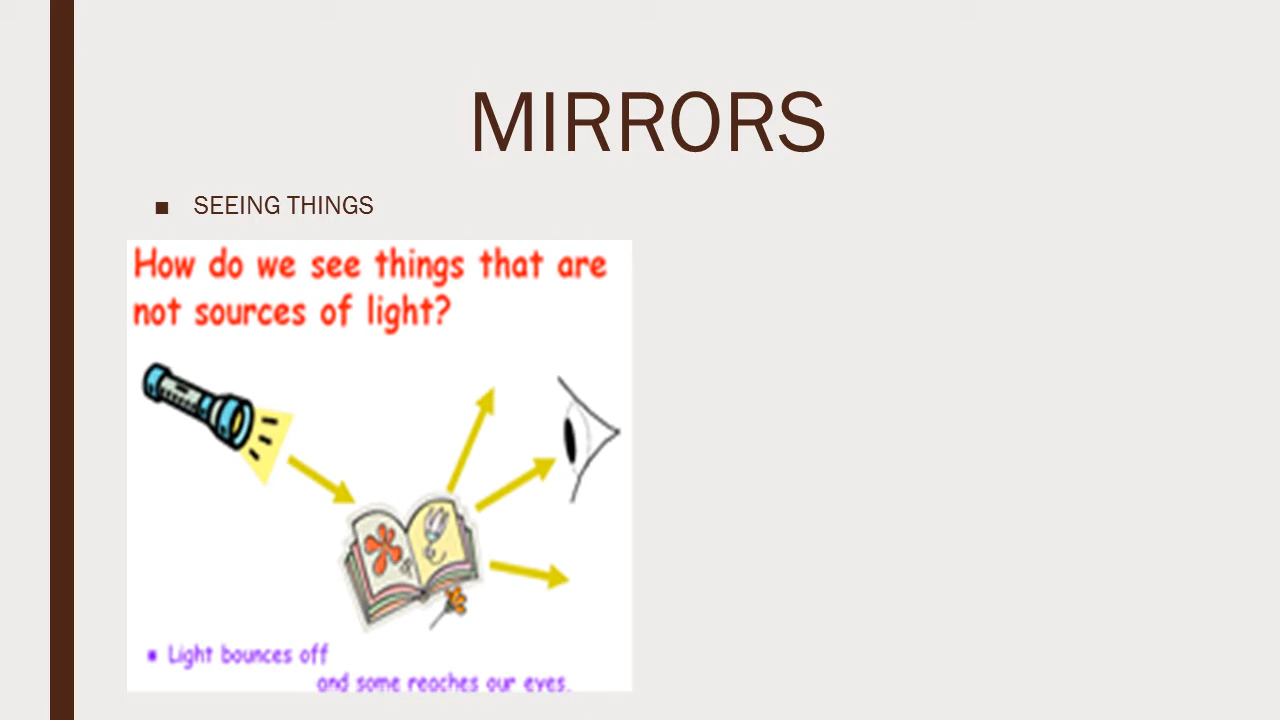 MIRRORS
■ SEEING THINGS
How do we see things that are
not sources of light?
▪ Light bounces off
and some reaches our eyes.